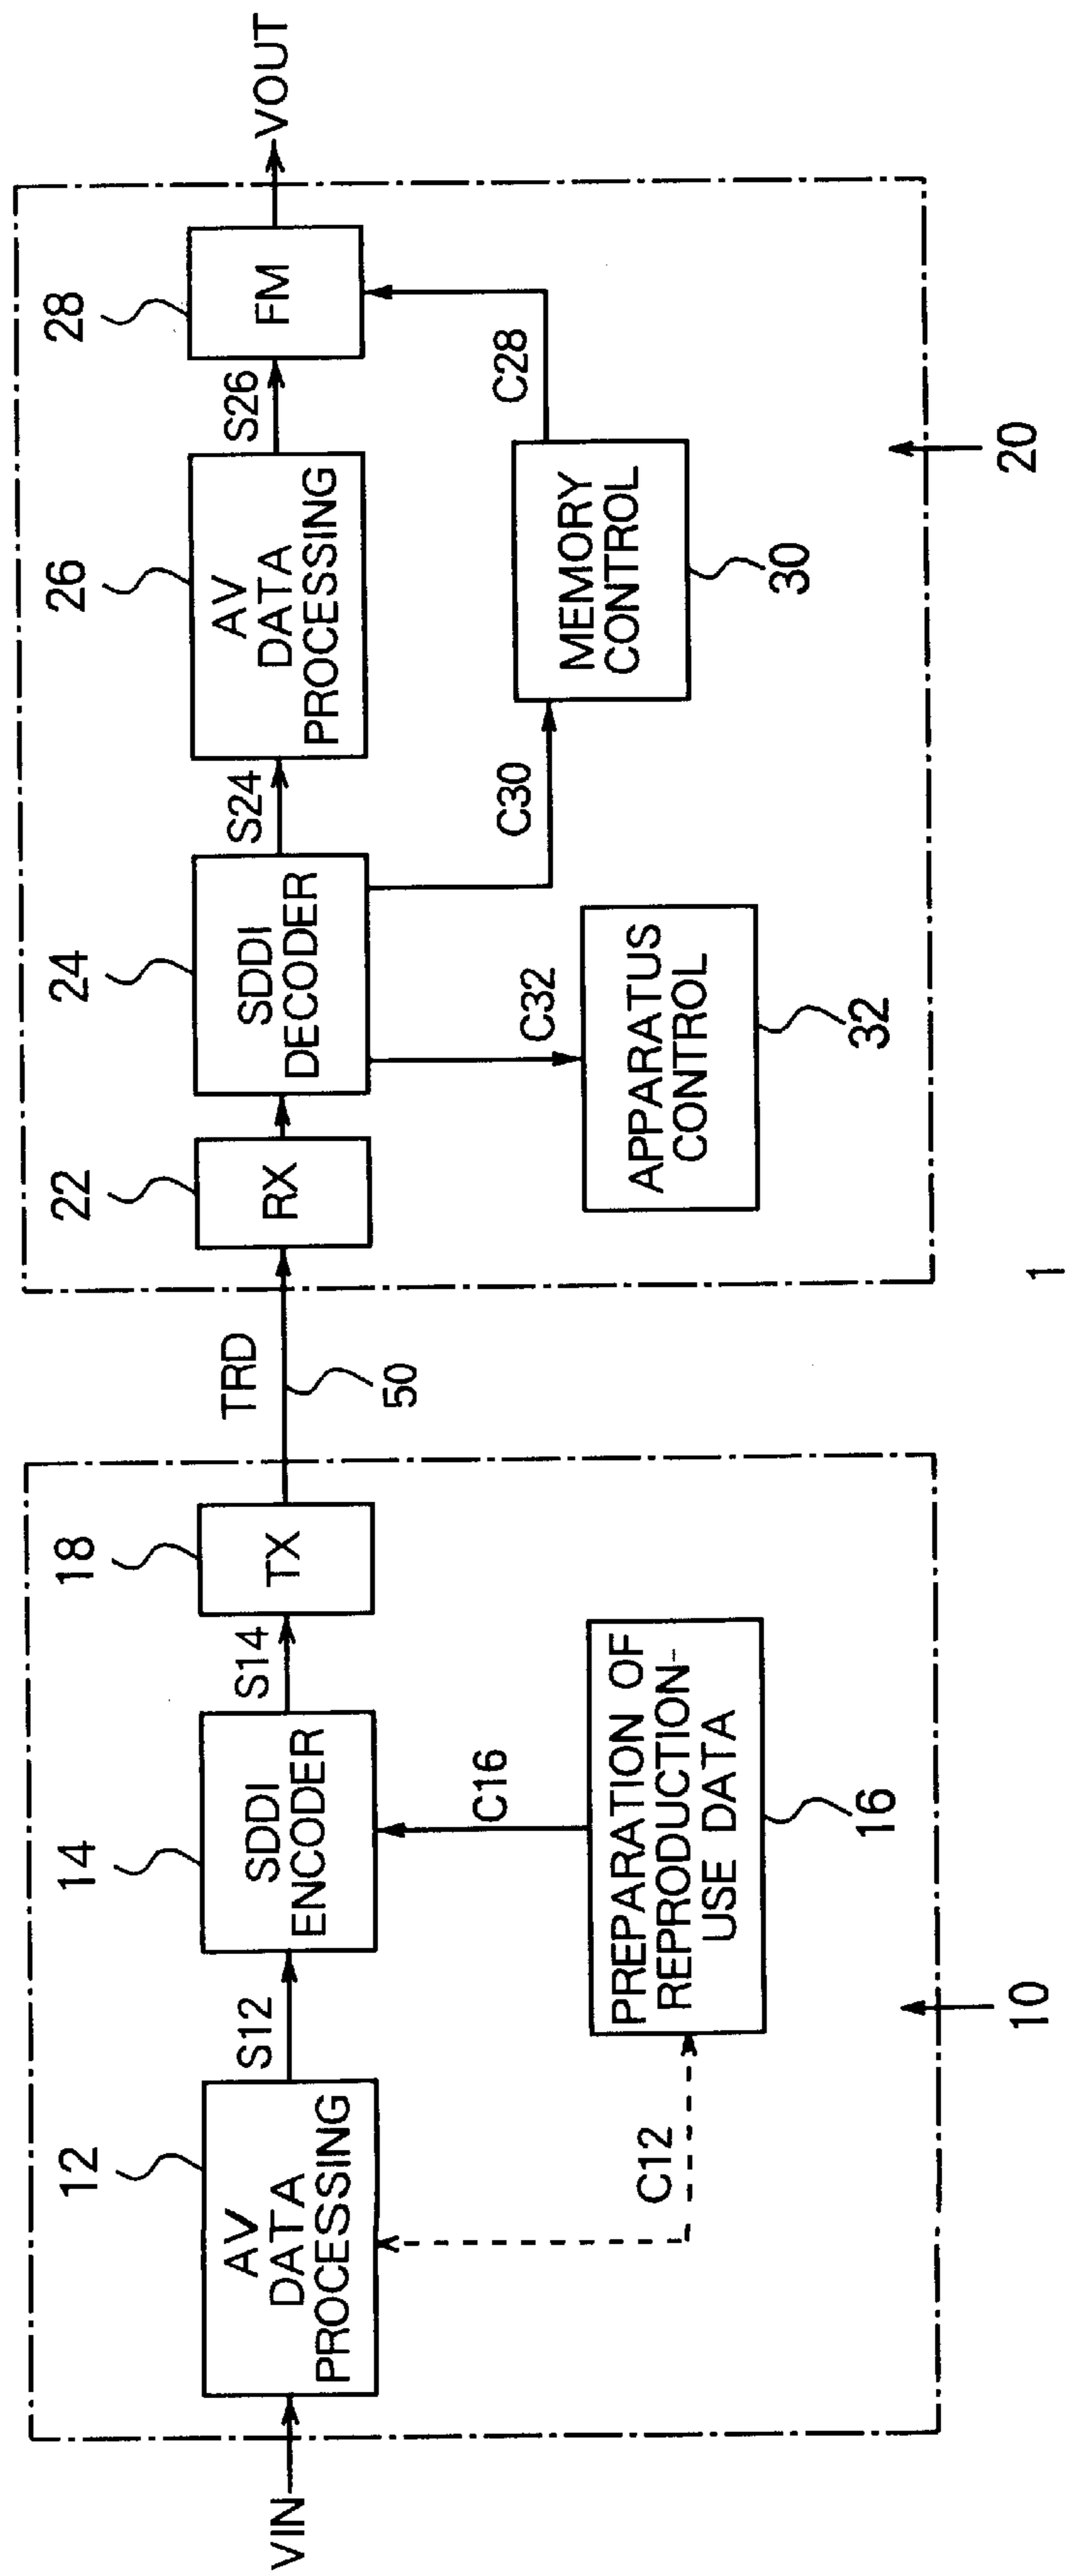 VIN
12
AV
DATA
PROCESSING
S12
14
SDDI
ENCODER
S14
18
TX
C12
C16
PREPARATION OF
REPRODUCTION-
USE DATA
16
10
TRD
50
22
RX
24
SDDI
DECODER
S24
26
AV
DATA
PROCESSING
S26
28
FM
VOUT
C32
APPARATUS
CONTROL
32
C30
MEMORY
CONTROL
30
C28
20
1